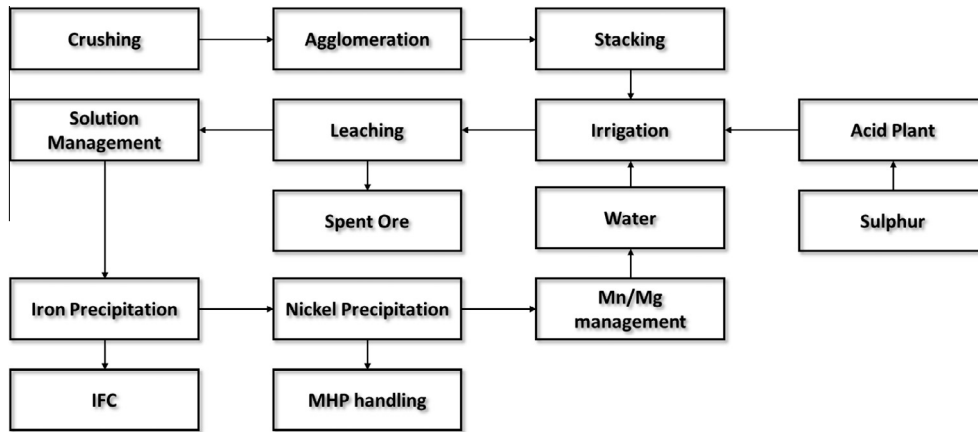 Crushing
Agglomeration
Stacking
Solution
Management
Leaching
Irrigation
Acid Plant
Spent Ore
Water
Sulphur
Iron Precipitation
Nickel Precipitation
Mn/Mg
management
IFC
MHP handling